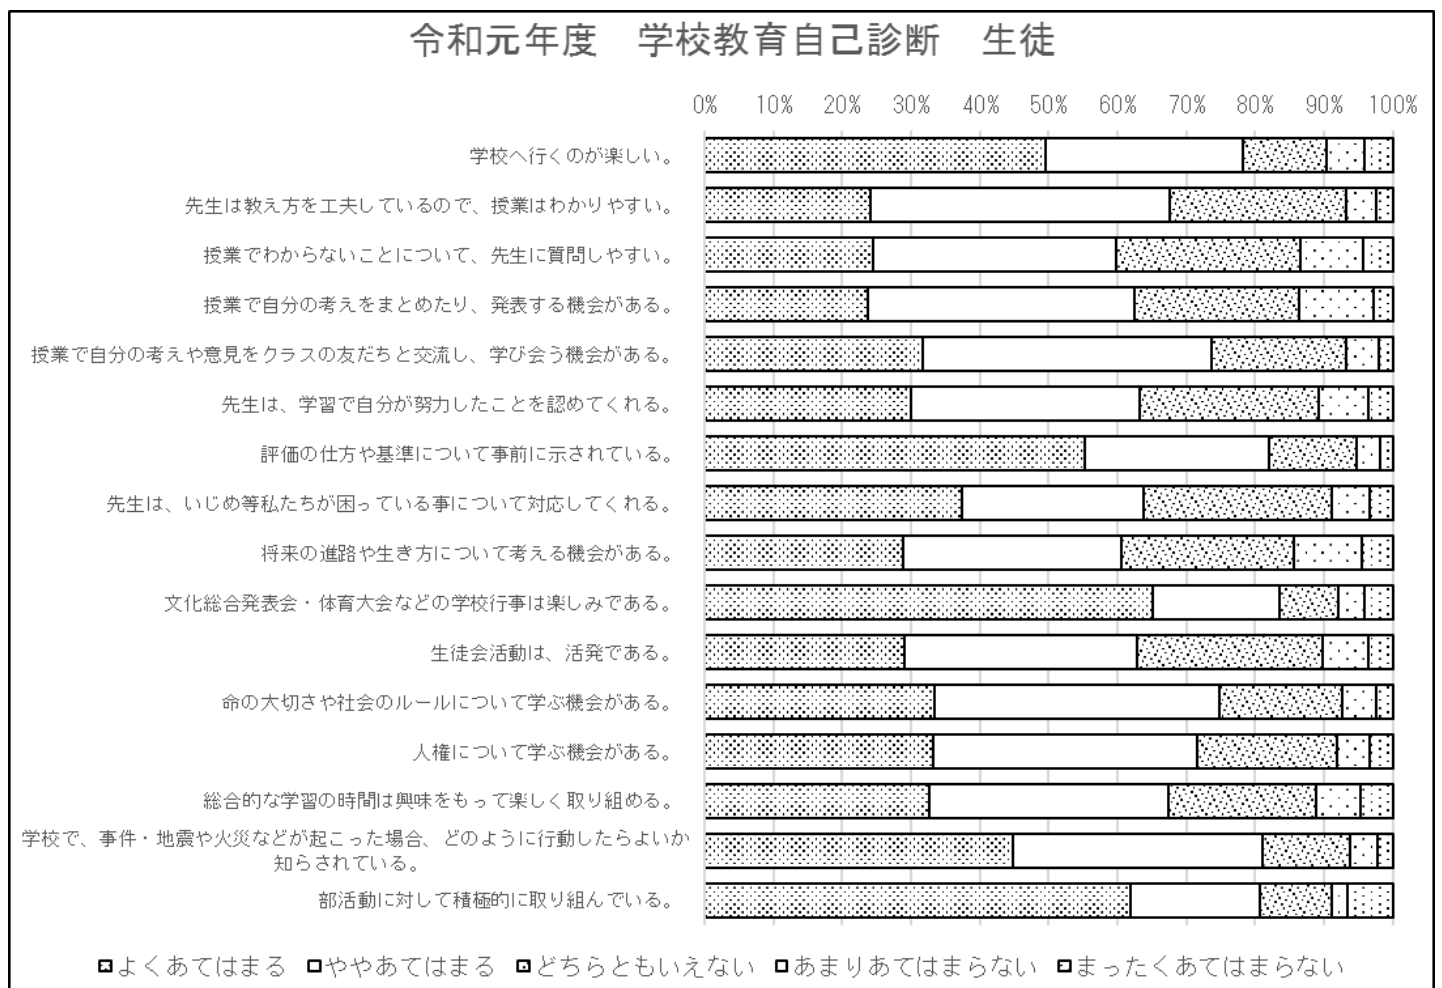 令和元年度　学校教育自己診断　生徒
0% 10% 20% 30% 40% 50% 60% 70% 80% 90% 100%
学校へ行くのが楽しい。
先生は教え方を工夫しているので、授業はわかりやすい。
授業でわからないことについて、先生に質問しやすい。
授業で自分の考えをまとめたり、発表する機会がある。
授業で自分の考えや意見をクラスの友だちと交流し、学び会う機会がある。
先生は、学習で自分が努力したことを認めてくれる。
評価の仕方や基準について事前に示されている。
先生は、いじめ等私たちが困っている事について対応してくれる。
将来の進路や生き方について考える機会がある。
文化総合発表会・体育大会などの学校行事は楽しみである。
生徒会活動は、活発である。
命の大切さや社会のルールについて学ぶ機会がある。
人権について学ぶ機会がある。
総合的な学習の時間は興味をもって楽しく取り組める。
学校で、事件・地震や火災などが起こった場合、どのように行動したらよいか
知らされている。
部活動に対して積極的に取り組んでいる。
よくあてはまる ややあてはまる どちらともいえない あまりあてはまらない まったくあてはまらない